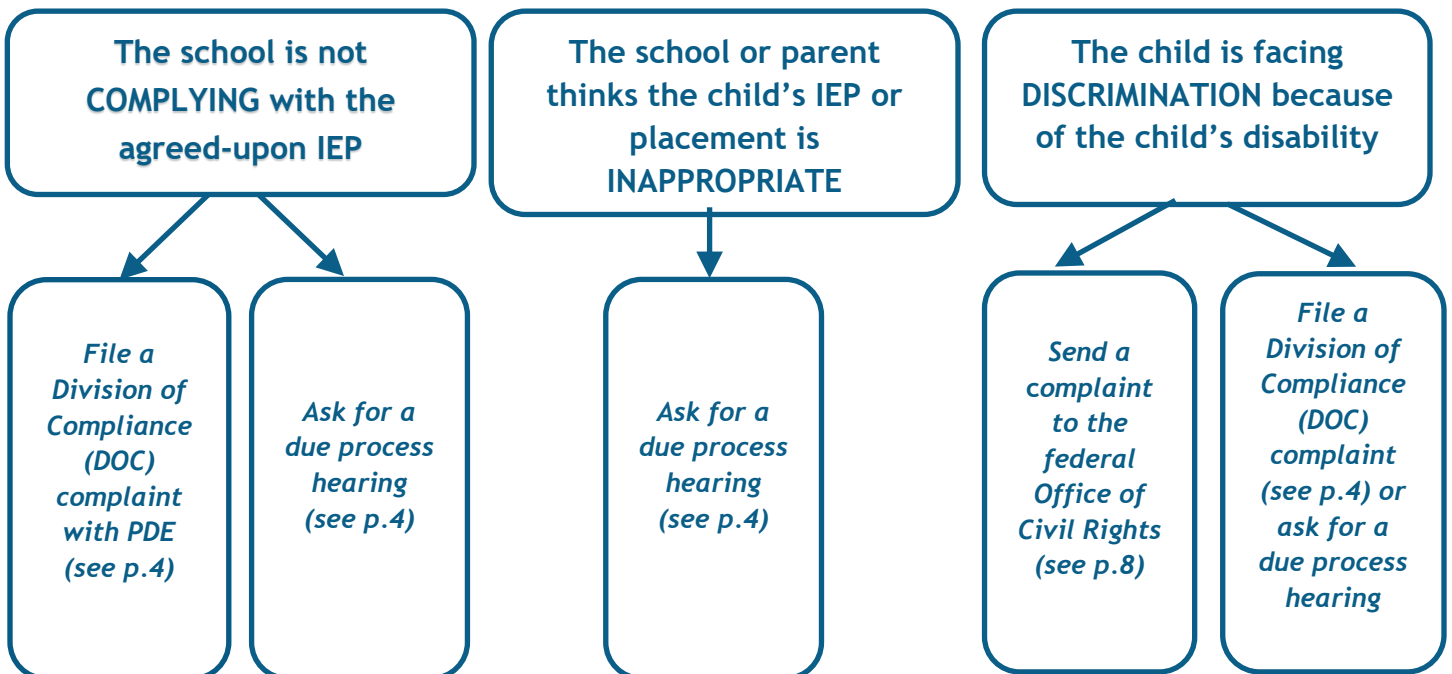 The school is not
COMPLYING with the
agreed-upon IEP
The school or parent
thinks the child’s IEP or
placement is
INAPPROPRIATE
The child is facing
DISCRIMINATION because
of the child’s disability
File a
Division of
Compliance
(DOC)
complaint
with PDE
(see p.4)
Ask for a
due process
hearing
(see p.4)
Ask for a
due process
hearing
(see p.4)
Send a
complaint
to the
federal
Office of
Civil Rights
(see p.8)
File a
Division of
Compliance
(DOC)
complaint
(see p.4) or
ask for a
due process
hearing